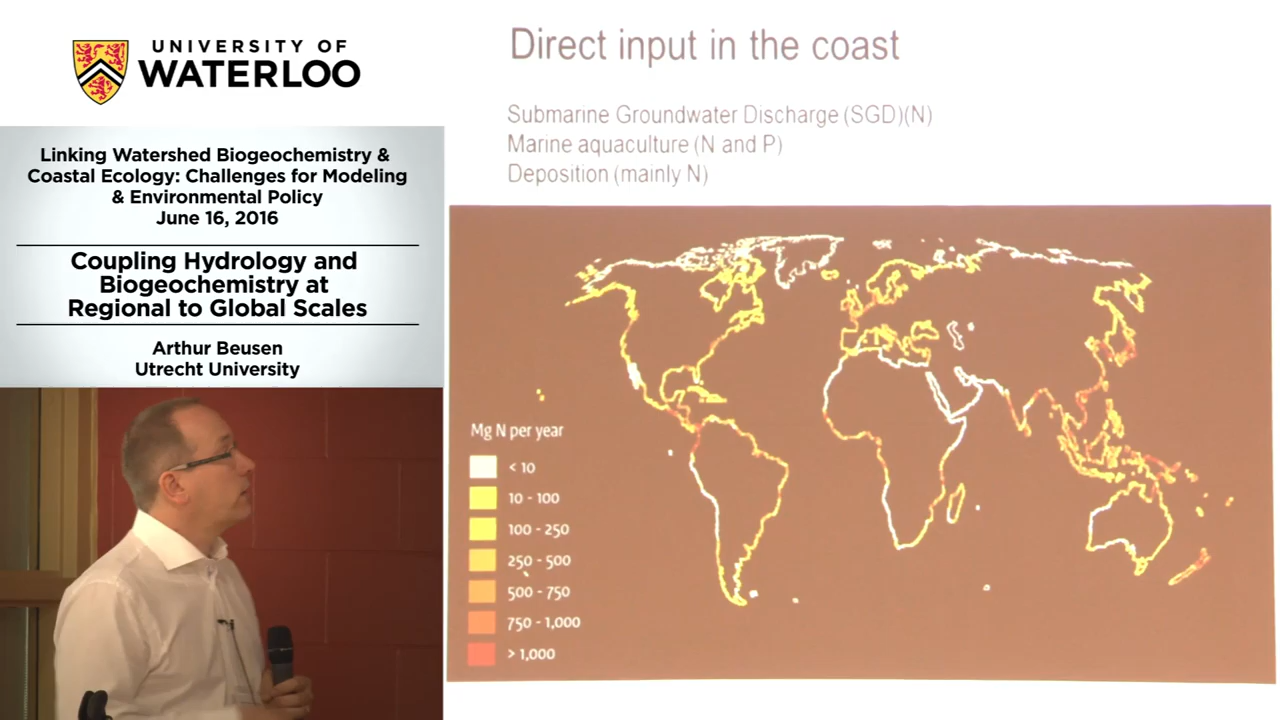 UNIVERSITY OF
WATERLOO
Linking Watershed Biogeochemistry &
Coastal Ecology: Challenges for Modeling
& Environmental Policy
June 16, 2016
Coupling Hydrology and
Biogeochemistry at
Regional to Global Scales
Arthur Beusen
Utrecht University
Direct input in the coast
Submarine Groundwater Discharge (SGD)(N)
Marine aquaculture (N and P)
Deposition (mainly N)
Mg N per year
< 10
10 - 100
100 - 250
250 - 500
500 - 750
750 - 1,000
> 1,000